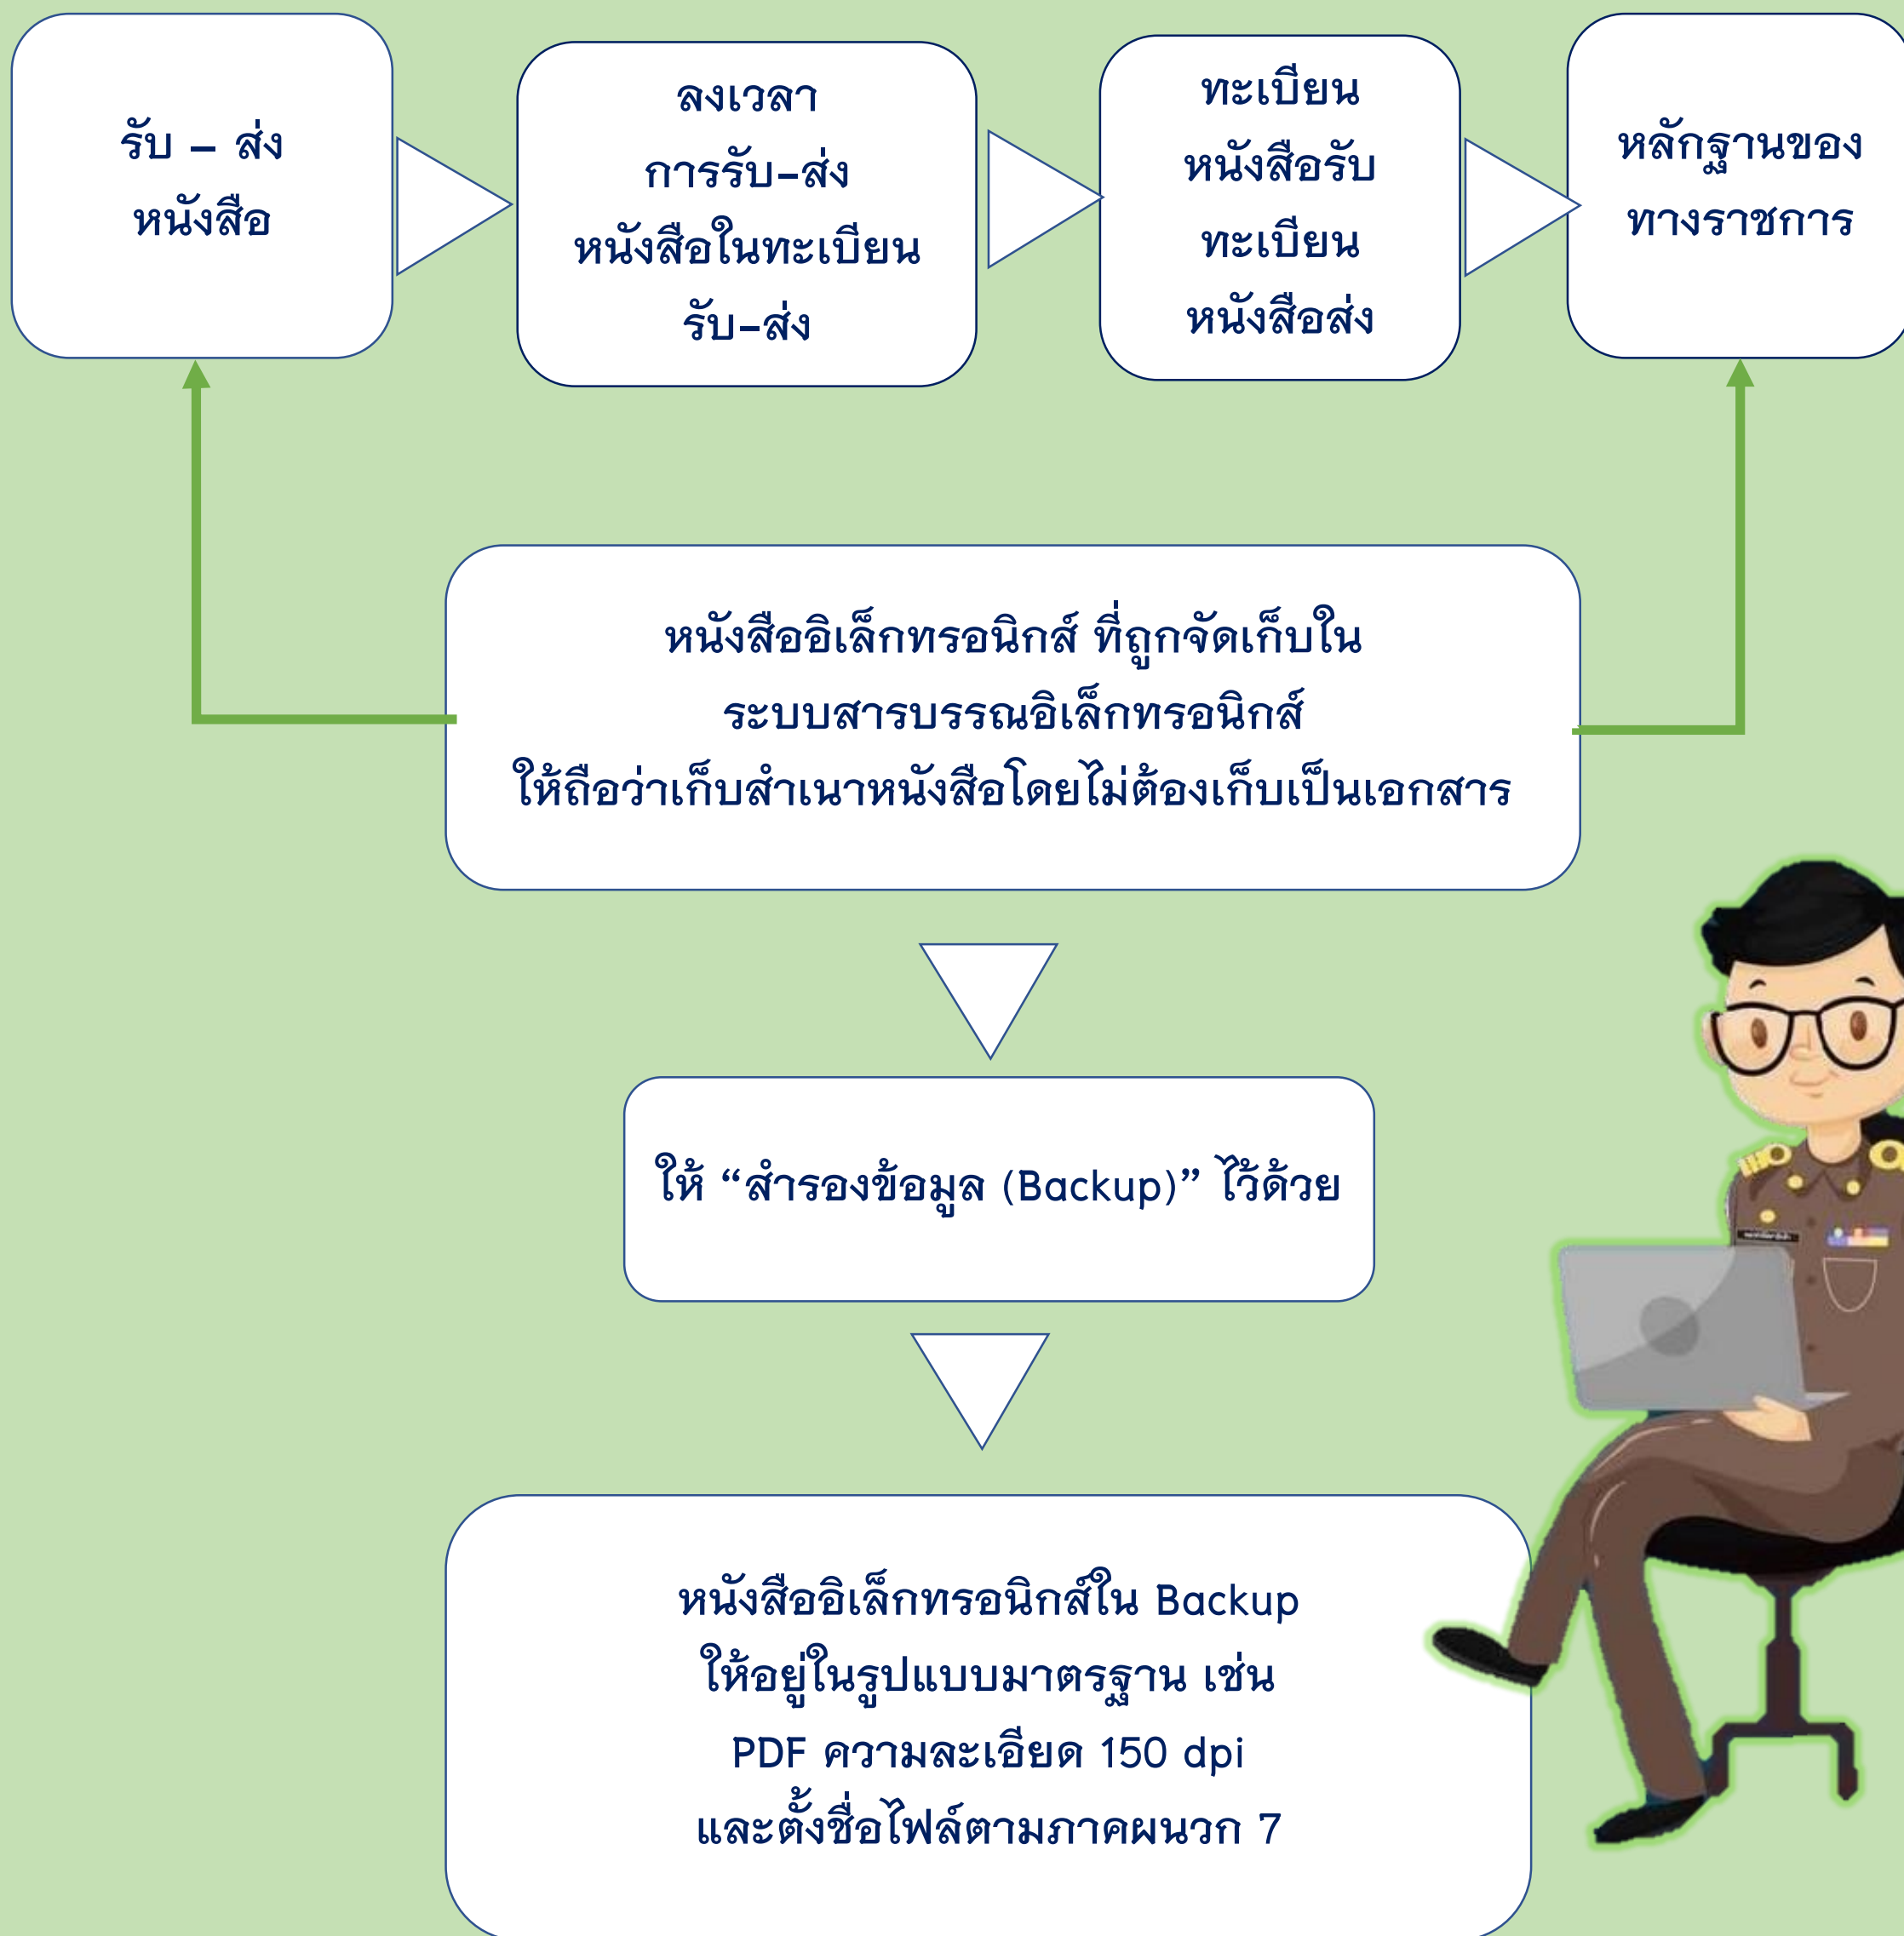 รับ – ส่ง
หนังสือ
ลงเวลา
การรับ-ส่ง
หนังสือในทะเบียน
รับ-ส่ง
ทะเบียน
หนังสือรับ
ทะเบียน
หนังสือส่ง
หลักฐานของ
ทางราชการ
หนังสืออิเล็กทรอนิกส์ ที่ถูกจัดเก็บใน
ระบบสารบรรณอิเล็กทรอนิกส์
ให้ถือว่าเก็บสำเนาหนังสือโดยไม่ต้องเก็บเป็นเอกสาร
ให้ “สำรองข้อมูล (Backup)” ไว้ด้วย
หนังสืออิเล็กทรอนิกส์ใน Backup
ให้อยู่ในรูปแบบมาตรฐาน เช่น
PDF ความละเอียด 150 dpi
และตั้งชื่อไฟล์ตามภาคผนวก 7